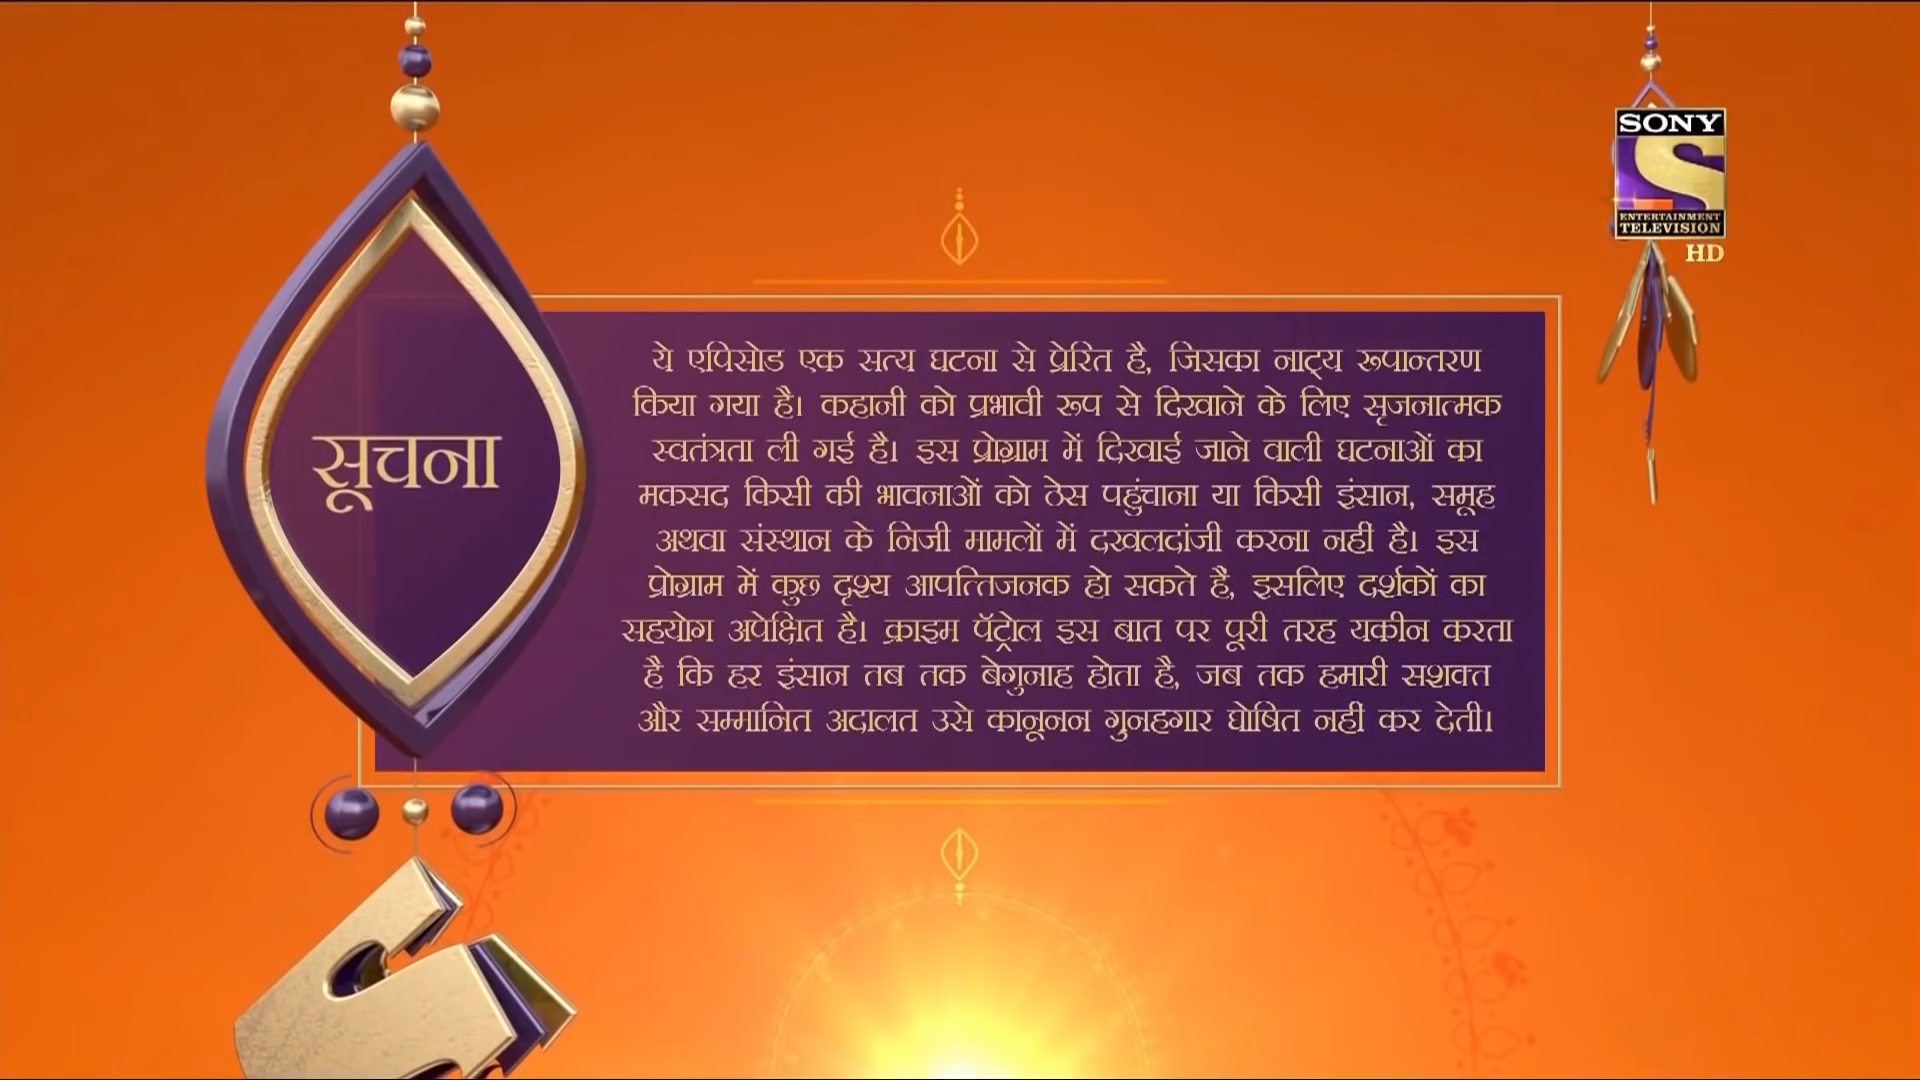 सूचना
ये एपिसोड एक सत्य घटना से प्रेरित है, जिसका नाट्य रूपान्तरण
किया गया है। कहानी को प्रभावी रूप से दिखाने के लिए सृजनात्मक
स्वतंत्रता ली गई है। इस प्रोग्राम में दिखाई जाने वाली घटनाओं का
मकसद किसी की भावनाओं को ठेस पहुंचाना या किसी इंसान, समूह
अथवा संस्थान के निजी मामलों में दखलदांजी करना नहीं है। इस
प्रोग्राम में कुछ दृश्य आपत्तिजनक हो सकते हैं, इसलिए दर्शकों का
सहयोग अपेक्षित है। क्राइम पॅट्रोल इस बात पर पूरी तरह यकीन करता
है कि हर इंसान तब तक बेगुनाह होता है, जब तक हमारी सशक्त
और सम्मानित अदालत उसे कानूनन गुनहगार घोषित नहीं कर देती।
SONY
ENTERTAINMENT
TELEVISION
HD